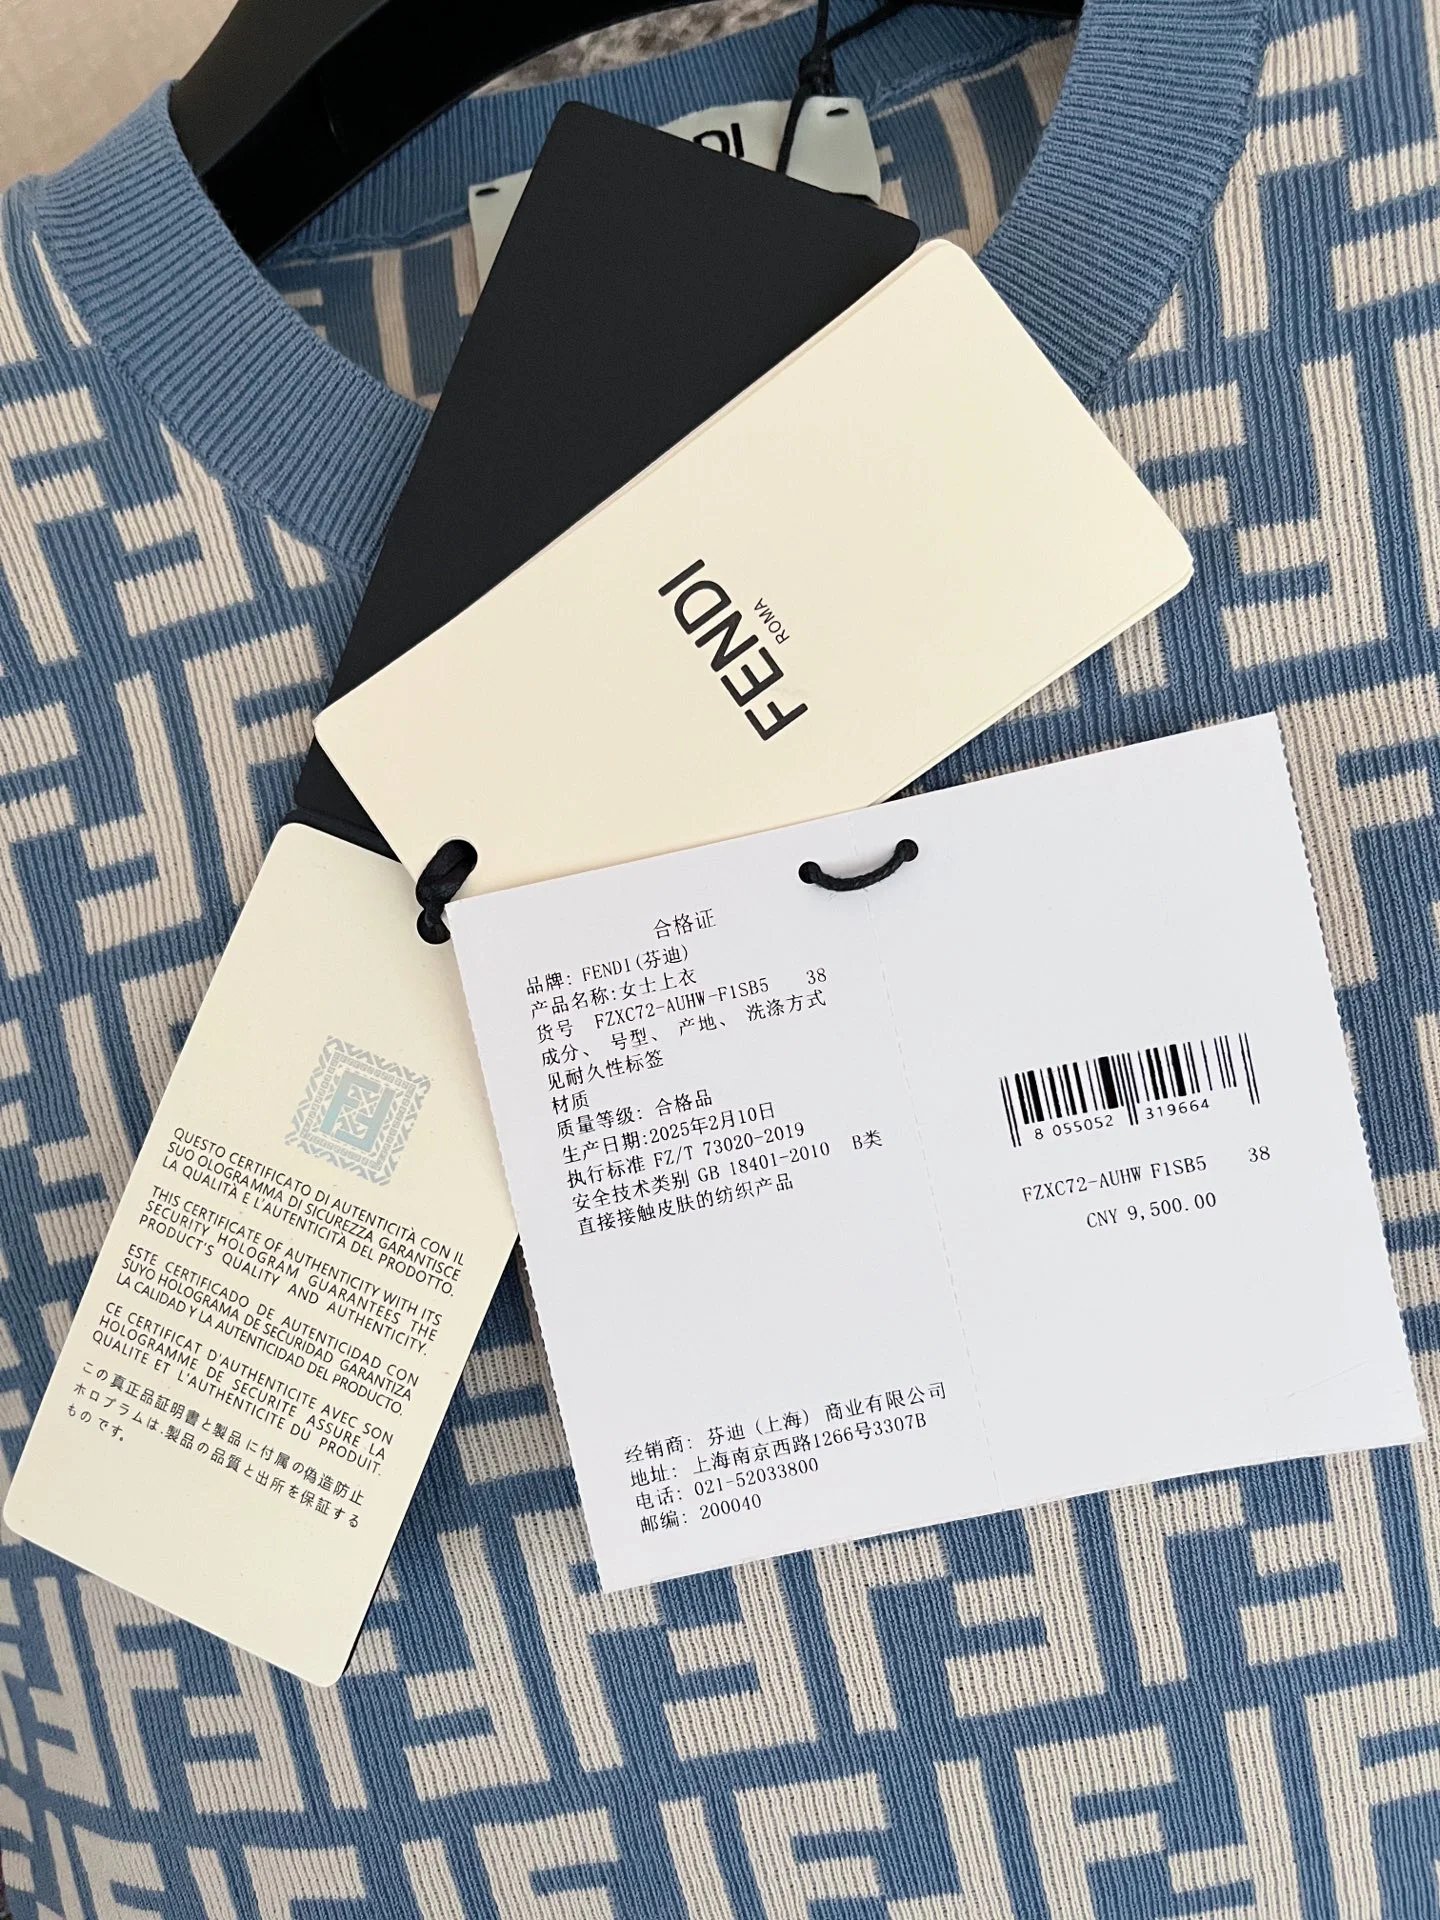 DI
FENDI
ROMA
合格证
品牌: FENDI(芬迪)
产品名称:女士上衣
货号 FZXC72-AUHW-F1SB5 38
成分、 号型、 产地、 洗涤方式
见耐久性标签
材质
质量等级: 合格品
生产日期:2025年2月10日
执行标准 FZ/T 73020-2019
安全技术类别 GB 18401-2010 B类
直接接触皮肤的纺织产品
经销商: 芬迪 (上海) 商业有限公司
地址: 上海南京西路1266号3307B
电话: 021-52033800
邮编: 200040
8 055052 319664
FZXC72-AUHW F1SB5 38
CNY 9,500.00
QUESTO CERTIFICATO DI AUTENTICITÀ CON IL
SUO OLOGRAMMA DI SICUREZZA GARANTISCE
LA QUALITÀ E L'AUTENTICITÀ DEL PRODOTTO.
THIS CERTIFICATE OF AUTHENTICITY WITH ITS
SECURITY HOLOGRAM GUARANTEES THE
PRODUCT'S QUALITY AND AUTHENTICITY.
ESTE CERTIFICADO DE AUTENTICIDAD CON
SUYO HOLOGRAMA DE SEGURIDAD GARANTIZA
LA CALIDAD Y LA AUTENTICIDAD DEL PRODUCTO.
CE CERTIFICAT D'AUTHENTICITE AVEC SON
HOLOGRAMME DE SECURITE ASSURE LA
QUALITE ET L'AUTHENTICITE DU PRODUIT.
この真正品証明書と製品に付属の偽造防止
ホログラムは､製品の品質と出所を保証する
ものです。